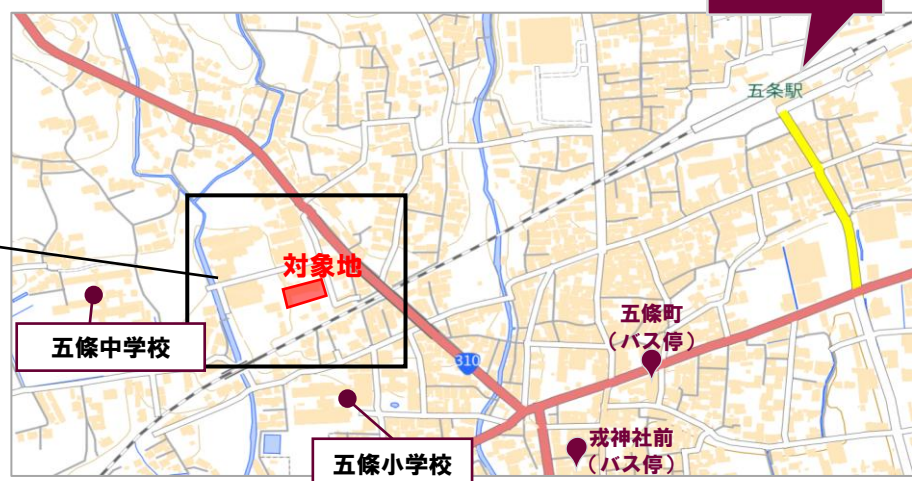 五条駅
対象地
五條中学校
五條町
（バス停）
310
戎神社前
（バス停）
五條小学校